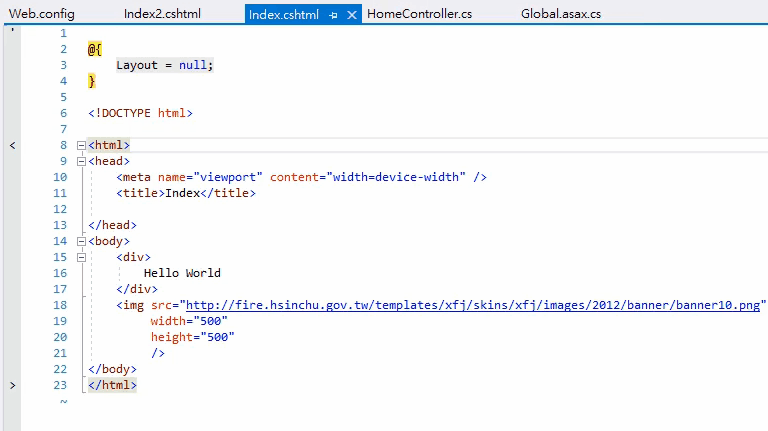 Web.config Index2.cshtml Index.cshtml HomeController.cs Global.asax.cs
1
2 @{
3 Layout = null;
4 }
5
6 <!DOCTYPE html>
7
8 <html>
9 <head>
10 <meta name="viewport" content="width=device-width" />
11 <title>Index</title>
12
13 </head>
14 <body>
15 <div>
16 Hello World
17 </div>
18 <img src="http://fire.hsinchu.gov.tw/templates/xfj/skins/xfj/images/2012/banner/banner10.png"
19 width="500"
20 height="500"
21 />
22 </body>
23 </html>
~